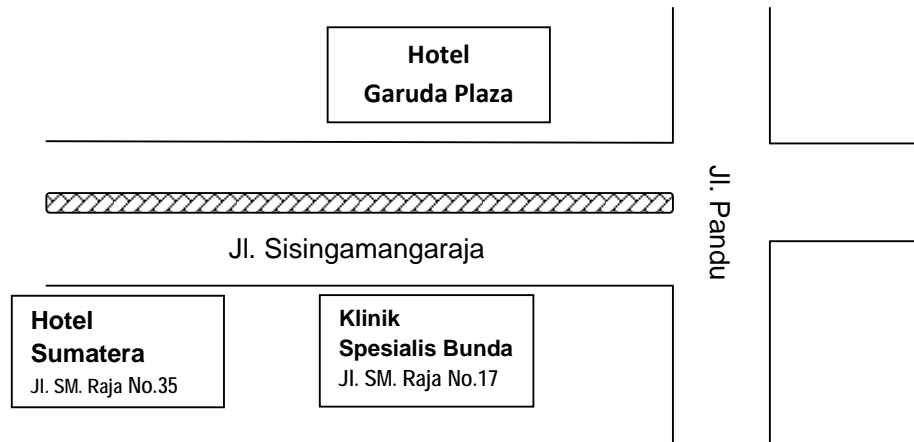 Hotel
Garuda Plaza
Jl. Pandu
Jl. Sisingamangaraja
Hotel
Sumatera
Jl. SM. Raja No.35
Klinik
Spesialis Bunda
Jl. SM. Raja No.17